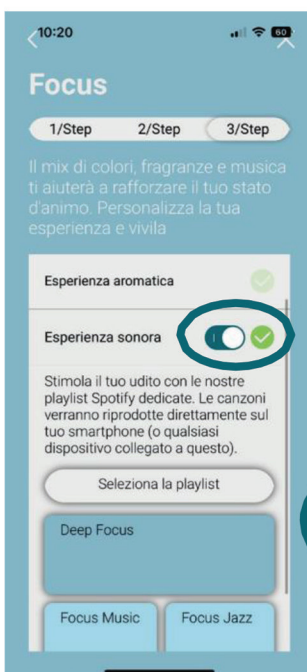 10:20
60
Focus
1/Step 2/Step 3/Step
Il mix di colori, fragranze e musica
ti aiuterà a rafforzare il tuo stato
d'animo. Personalizza la tua
esperienza e vivila
Esperienza aromatica
Esperienza sonora
Stimola il tuo udito con le nostre
playlist Spotify dedicate. Le canzoni
verranno riprodotte direttamente sul
tuo smartphone (o qualsiasi
dispositivo collegato a questo).
Seleziona la playlist
Deep Focus
Focus Music Focus Jazz